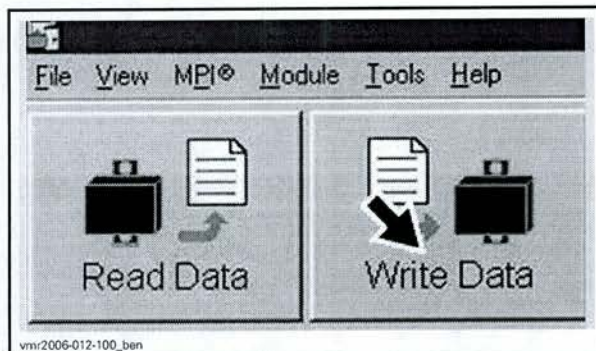 File View MPI® Module Tools Help
Read Data Write Data
vmr2006-012-100_ben